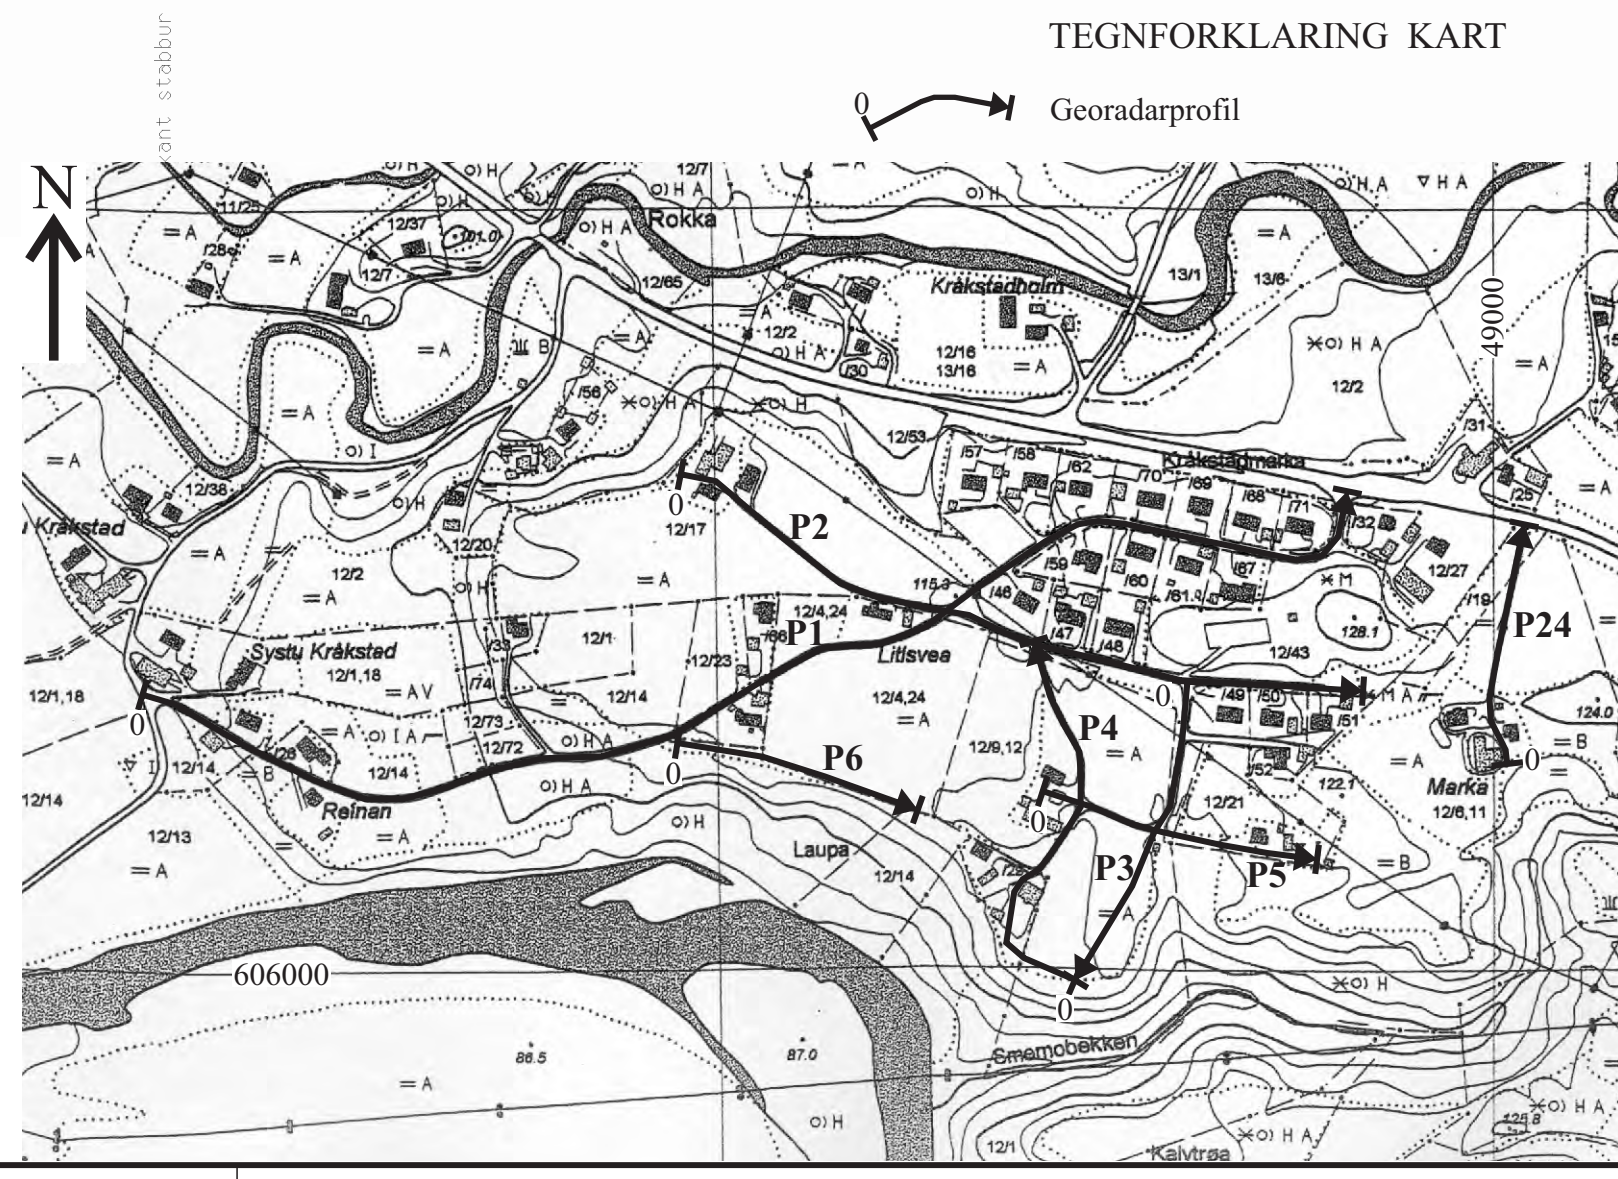 TEGNFORKLARING KART
kant stabbur
0
Georadarprofil
N
12/7
O) H
O) H
= A
11/25
O) H
O) H
O) H A
O) H
O) H A
▽ H A
12/37
Rokka
= A
/28
101.0
O) H A
= A
= A
12/7
12/65
13/1
13/6
Kråkstadholm
49000
= A
12/2
= A
= A
B
O) H A
12/16
13/16
= A
O) H A
= A
/30
12/2
/56
O) H A
O) H
= A
12/53
/31
O) I
/57
/58
/62
Kråkstadmarka
= A
12/38
/70
/69
/68
/25
= A
O) H
0
/71
/32
Kråkstad
12/17
P2
12/20
= A
/59
/67
12/27
12/2
= A
= A
115.3
/60
M
O) H
/46
/61
/19
12/4,24
/47
128.1
P24
P1
/66
12/1
/33
/48
Systu Kråkstad
Litlsvea
12/43
12/23
12/1,18
12/1,18
= A V
/74
12/14
12/4,24
0
/49
/50
M A
0
= A
/51
124.0
12/73
P4
= A
O) I A
12/72
O) H A
12/9,12
= A
= B
/26
P6
/52
= A
0
I
12/14
= B
12/14
0
122.1
Marka
O) H A
12/14
Reinan
12/21
12/6,11
0
12/13
= A
O) H
Laupa
= B
= A
12/14
P3
P5
= A
606000
O) H
0
Smemobekken
86.5
87.0
= A
O) H
O) H A
125.8
O) H A
12/1
Kalvtrøa